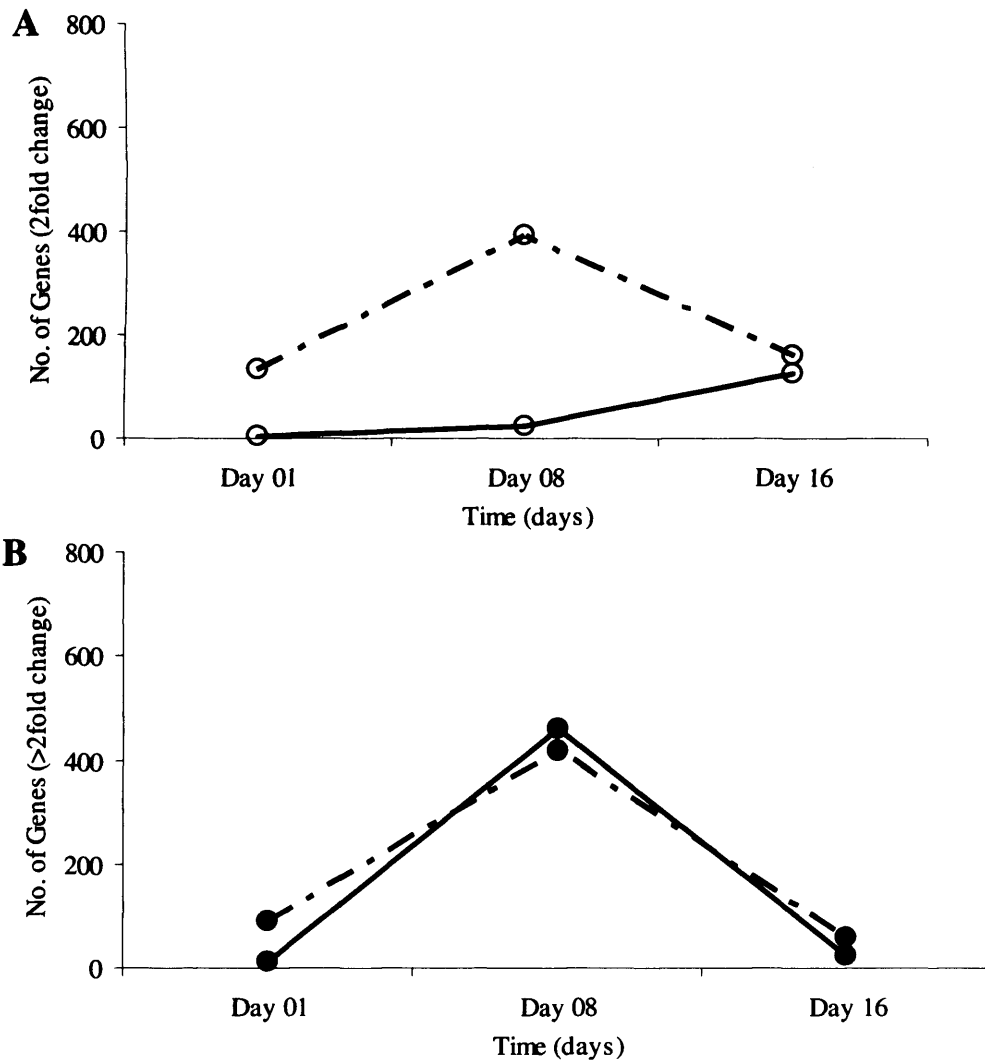 A
800
600
400
200
0
No. of Genes (2fold change)
Day 01 Day 08 Day 16
Time (days)
B
800
600
400
200
0
No. of Genes (>2fold change)
Day 01 Day 08 Day 16
Time (days)